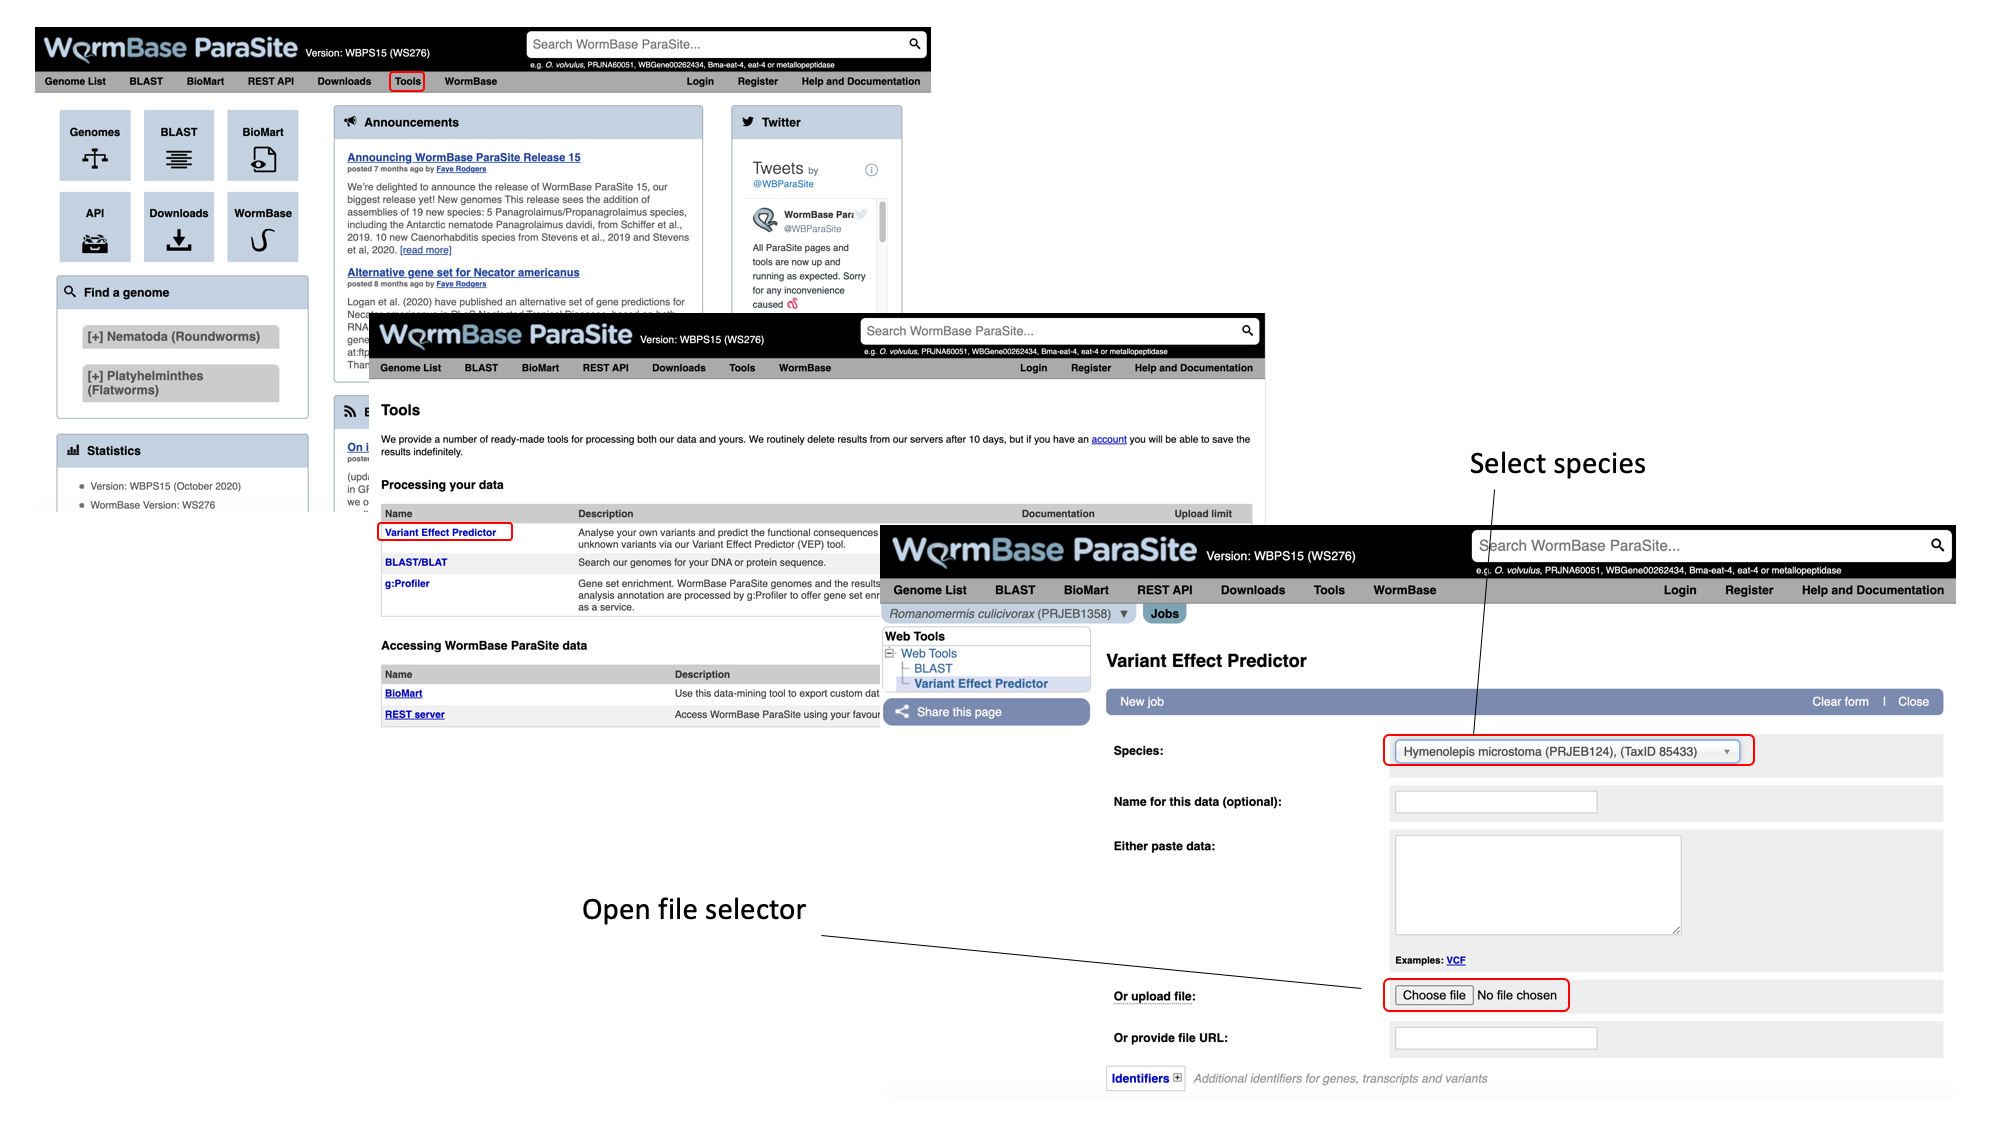 WormBase ParaSite Version: WBPS15 (WS276)
Search WormBase ParaSite...
e.g. O. volvulus, PRJNA60051, WBGene00262434, Bma-eat-4, eat-4 or metallopeptidase
Genome List BLAST BioMart REST API Downloads Tools WormBase Login Register Help and Documentation
Genomes BLAST BioMart
API Downloads WormBase
Find a genome
[+] Nematoda (Roundworms)
[+] Platyhelminthes
(Flatworms)
Statistics
Version: WBPS15 (October 2020)
WormBase Version: WS276
Announcements
Announcing WormBase ParaSite Release 15
posted 7 months ago by Faye Rodgers
We're delighted to announce the release of WormBase ParaSite 15, our
biggest release yet! New genomes This release sees the addition of
assemblies of 19 new species: 5 Panagrolaimus/Propanagrolaimus species,
including the Antarctic nematode Panagrolaimus davidi, from Schiffer et al.,
2019. 10 new Caenorhabditis species from Stevens et al., 2019 and Stevens
et al, 2020. [read more]
Alternative gene set for Necator americanus
posted 8 months ago by Faye Rodgers
Logan et al. (2020) have published an alternative set of gene predictions for
RNA
gene
at:ftp
Than
On i
poste
(upda
in GF
we o
Twitter
Tweets by
@WBParaSite
WormBase Para
@WBParaSite
All ParaSite pages and
tools are now up and
running as expected. Sorry
for any inconvenience
caused
WormBase ParaSite Version: WBPS15 (WS276)
Search WormBase ParaSite...
e.g. O. volvulus, PRJNA60051, WBGene00262434, Bma-eat-4, eat-4 or metallopeptidase
Genome List BLAST BioMart REST API Downloads Tools WormBase Login Register Help and Documentation
Tools
We provide a number of ready-made tools for processing both our data and yours. We routinely delete results from our servers after 10 days, but if you have an account you will be able to save the
results indefinitely.
Processing your data
Name Description Documentation Upload limit
Variant Effect Predictor Analyse your own variants and predict the functional consequences
unknown variants via our Variant Effect Predictor (VEP) tool.
BLAST/BLAT Search our genomes for your DNA or protein sequence.
g:Profiler Gene set enrichment. WormBase ParaSite genomes and the results
analysis annotation are processed by g:Profiler to offer gene set enr
as a service.
Accessing WormBase ParaSite data
Name Description
BioMart Use this data-mining tool to export custom dat
REST server Access WormBase ParaSite using your favour
Select species
WormBase ParaSite Version: WBPS15 (WS276)
Search WormBase ParaSite...
e.g. O. volvulus, PRJNA60051, WBGene00262434, Bma-eat-4, eat-4 or metallopeptidase
Genome List BLAST BioMart REST API Downloads Tools WormBase Login Register Help and Documentation
Romanomermis culicivorax (PRJEB1358) ▼ Jobs
Web Tools
Web Tools
BLAST
Variant Effect Predictor
Share this page
Variant Effect Predictor
New job Clear form | Close
Species: Hymenolepis microstoma (PRJEB124), (TaxID 85433)
Name for this data (optional):
Either paste data:
Examples: VCF
Open file selector
Or upload file: Choose file No file chosen
Or provide file URL:
Identifiers Additional identifiers for genes, transcripts and variants